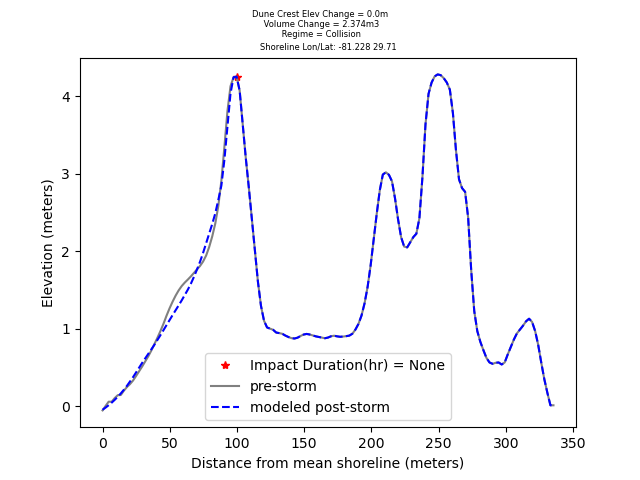 Dune Crest Elev Change = 0.0m
Volume Change = 2.374m3
Regime = Collision
Shoreline Lon/Lat: -81.228 29.71
4
3
2
1
0
Elevation (meters)
Impact Duration(hr) = None
pre-storm
modeled post-storm
0 50 100 150 200 250 300 350
Distance from mean shoreline (meters)